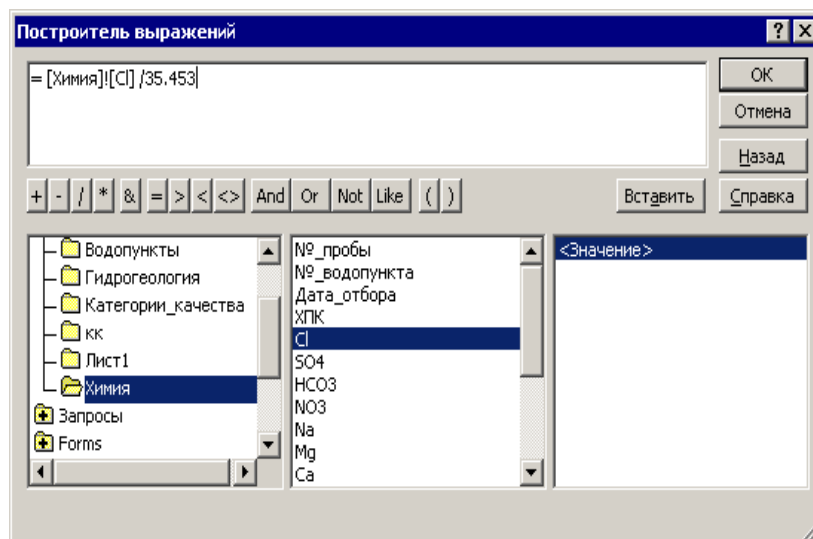 Построитель выражений
? ×
= [Химия]![Cl] /35.453
ОК
Отмена
Назад
+ - / * & = > < <> And Or Not Like ( )
Вставить
Справка
Водопункты
Гидрогеология
Категории_качества
кк
Лист1
Химия
Запросы
Forms
№_пробы
№_водопункта
Дата_отбора
ХПК
Cl
SO4
HCO3
NO3
Na
Mg
Ca
<Значение>